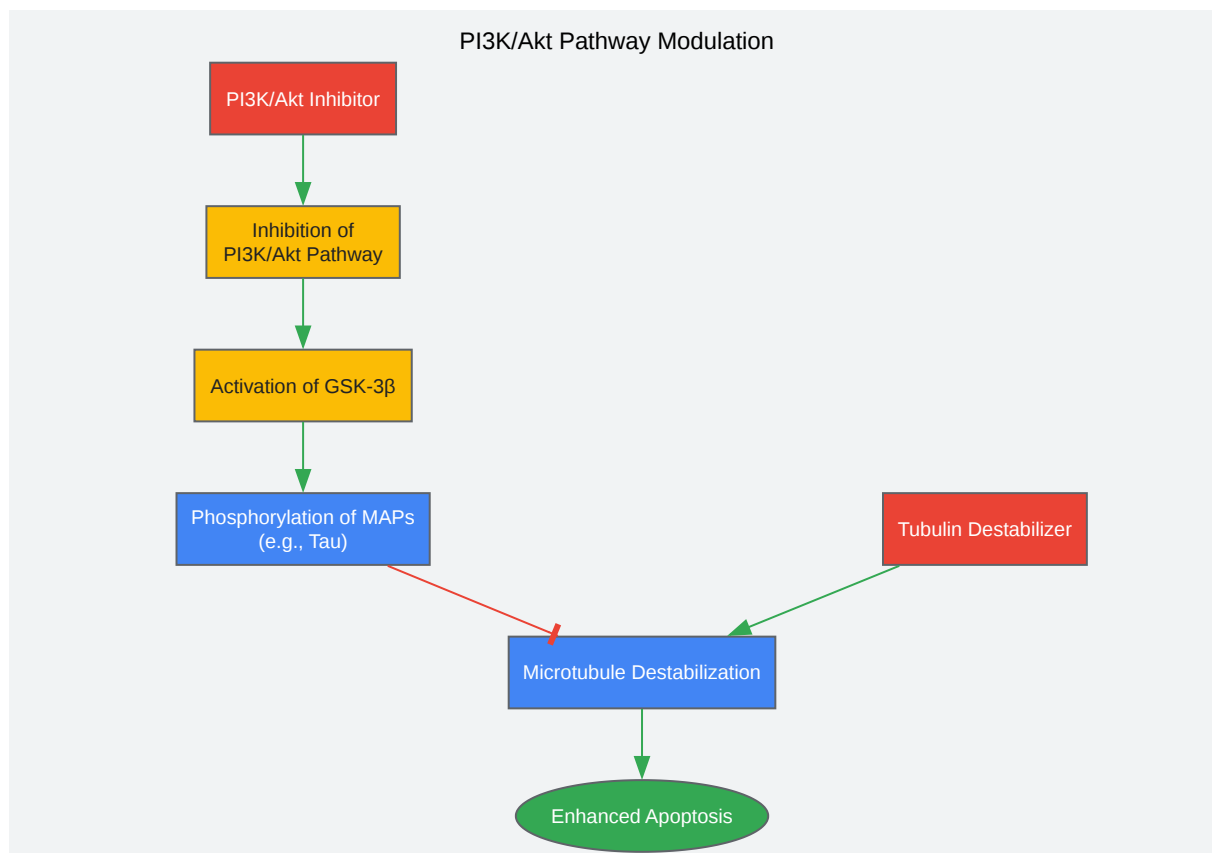 PI3K/Akt Pathway Modulation
PI3K/Akt Inhibitor
Inhibition of
PI3K/Akt Pathway
Activation of GSK-3β
Phosphorylation of MAPs
(e.g., Tau)
Tubulin Destabilizer
Microtubule Destabilization
Enhanced Apoptosis